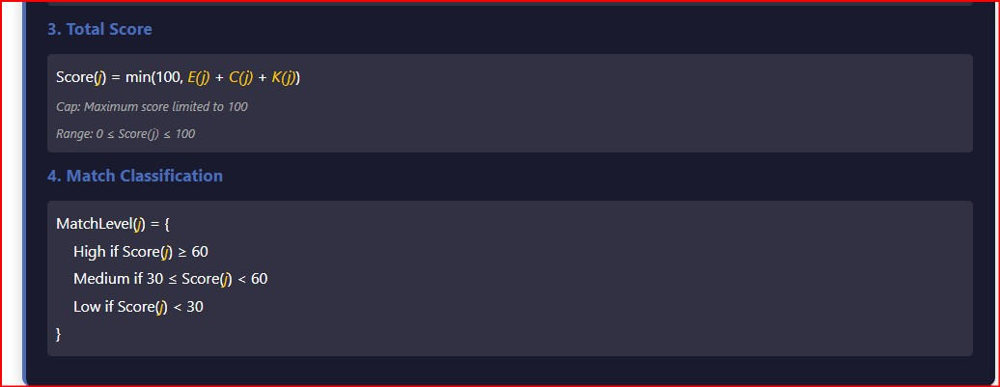 3. Total Score
Score(j) = min(100, E(j) + C(j) + K(j))
Cap: Maximum score limited to 100
Range: 0 ≤ Score(j) ≤ 100
4. Match Classification
MatchLevel(j) = {
High if Score(j) ≥ 60
Medium if 30 ≤ Score(j) < 60
Low if Score(j) < 30
}